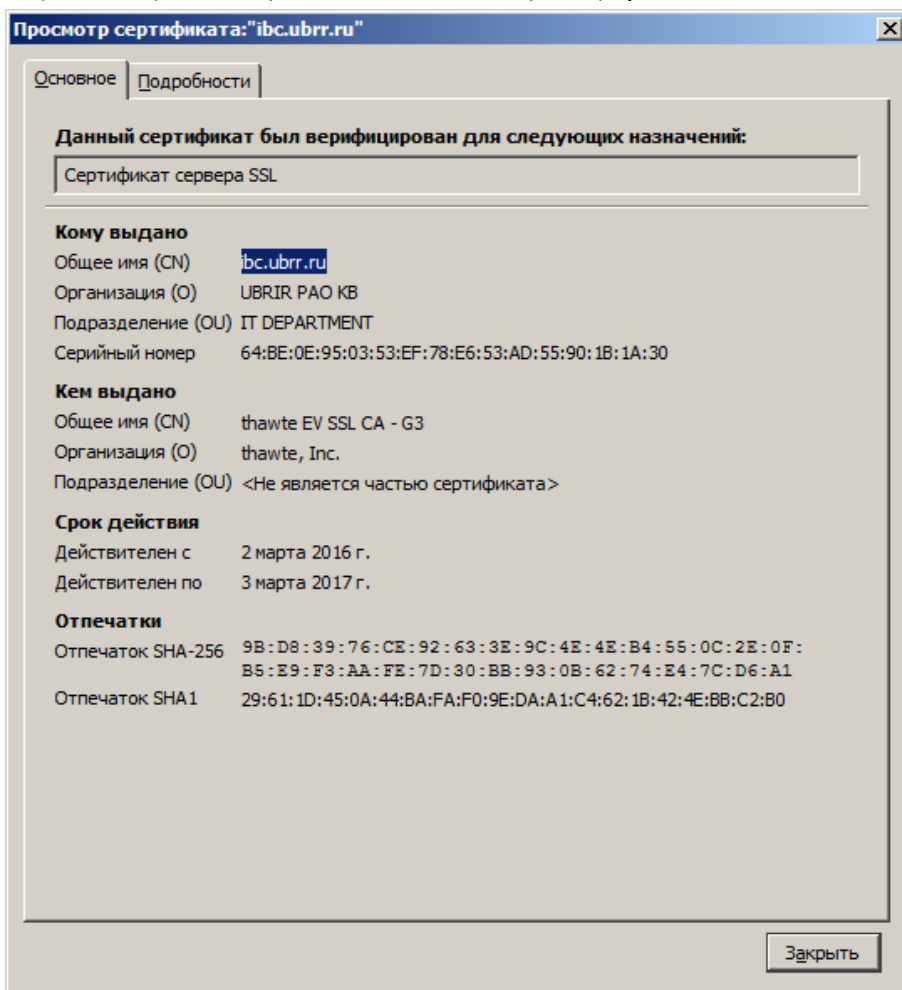 Просмотр сертификата:"ibc.ubrr.ru"
Основное Подробности
Данный сертификат был верифицирован для следующих назначений:
Сертификат сервера SSL
Кому выдано
Общее имя (CN) ibc.ubrr.ru
Организация (O) UBRIR PAO KB
Подразделение (OU) IT DEPARTMENT
Серийный номер 64:BE:0E:95:03:53:EF:78:E6:53:AD:55:90:1B:1A:30
Кем выдано
Общее имя (CN) thawte EV SSL CA - G3
Организация (O) thawte, Inc.
Подразделение (OU) <Не является частью сертификата>
Срок действия
Действителен с 2 марта 2016 г.
Действителен по 3 марта 2017 г.
Отпечатки
Отпечаток SHA-256 9B:D8:39:76:CE:92:63:3E:9C:4E:4E:B4:55:0C:2E:0F:
B5:E9:F3:AA:FE:7D:30:BB:93:0B:62:74:E4:7C:D6:A1
Отпечаток SHA1 29:61:1D:45:0A:44:BA:FA:F0:9E:DA:A1:C4:62:1B:42:4E:BB:C2:B0
Закрыть